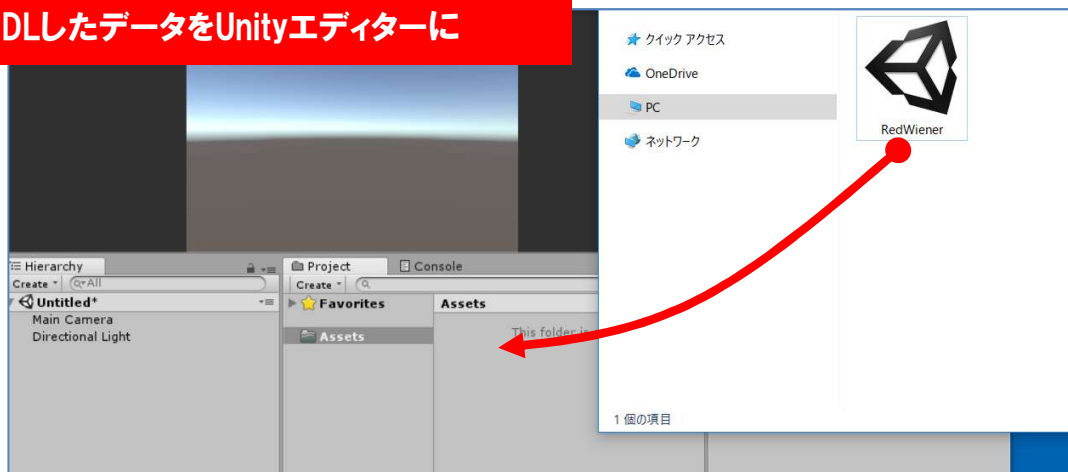 DLしたデータをUnityエディターに
クイック アクセス
OneDrive
PC
ネットワーク
RedWiener
1 個の項目
Hierarchy
Create
All
Untitled*
Main Camera
Directional Light
Project
Console
Create
Favorites
Assets
Assets
This folder is